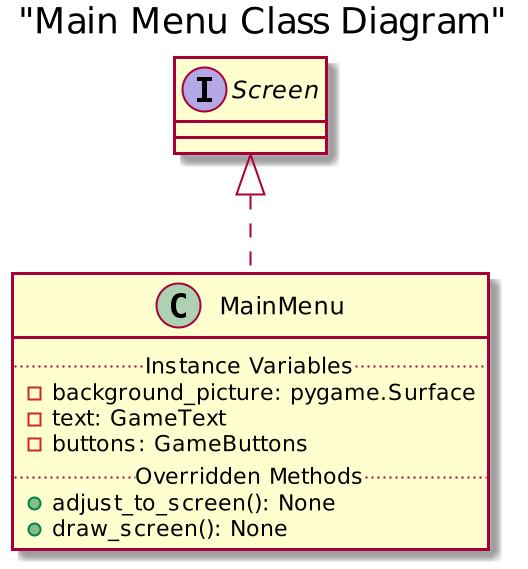 "Main Menu Class Diagram"
I Screen
C MainMenu
Instance Variables
background_picture: pygame.Surface
text: GameText
buttons: GameButtons
Overridden Methods
adjust_to_screen(): None
draw_screen(): None